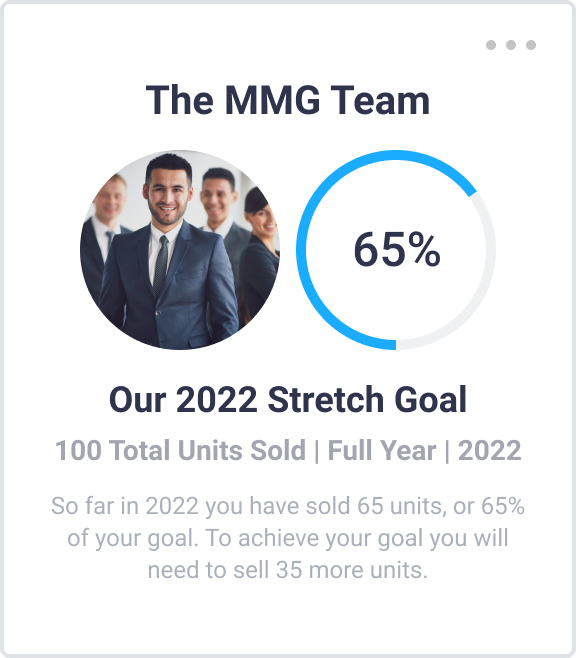 The MMG Team
65%
Our 2022 Stretch Goal
100 Total Units Sold | Full Year | 2022
So far in 2022 you have sold 65 units, or 65%
of your goal. To achieve your goal you will
need to sell 35 more units.